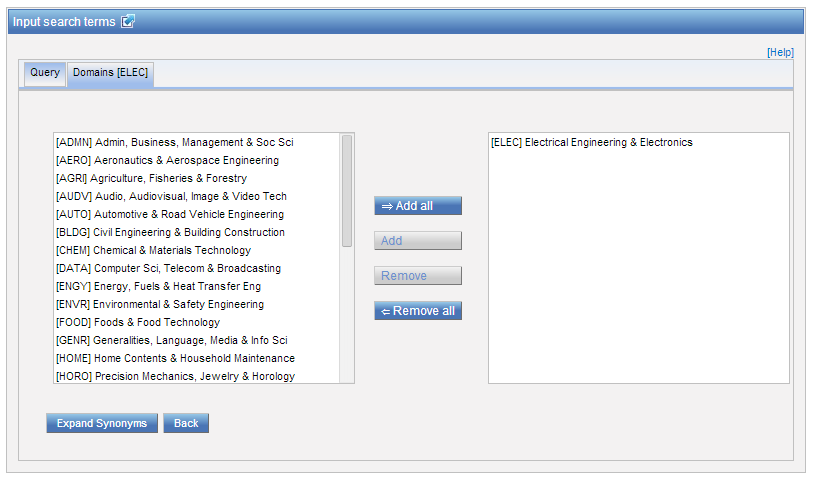 Input search terms
[Help]
Query Domains [ELEC]
[ADMN] Admin, Business, Management & Soc Sci
[AERO] Aeronautics & Aerospace Engineering
[AGRI] Agriculture, Fisheries & Forestry
[AUDV] Audio, Audiovisual, Image & Video Tech
[AUTO] Automotive & Road Vehicle Engineering
[BLDG] Civil Engineering & Building Construction
[CHEM] Chemical & Materials Technology
[DATA] Computer Sci, Telecom & Broadcasting
[ENGY] Energy, Fuels & Heat Transfer Eng
[ENVR] Environmental & Safety Engineering
[FOOD] Foods & Food Technology
[GENR] Generalities, Language, Media & Info Sci
[HOME] Home Contents & Household Maintenance
[HORO] Precision Mechanics, Jewelry & Horology
⇒ Add all
Add
Remove
⇐ Remove all
[ELEC] Electrical Engineering & Electronics
Expand Synonyms Back